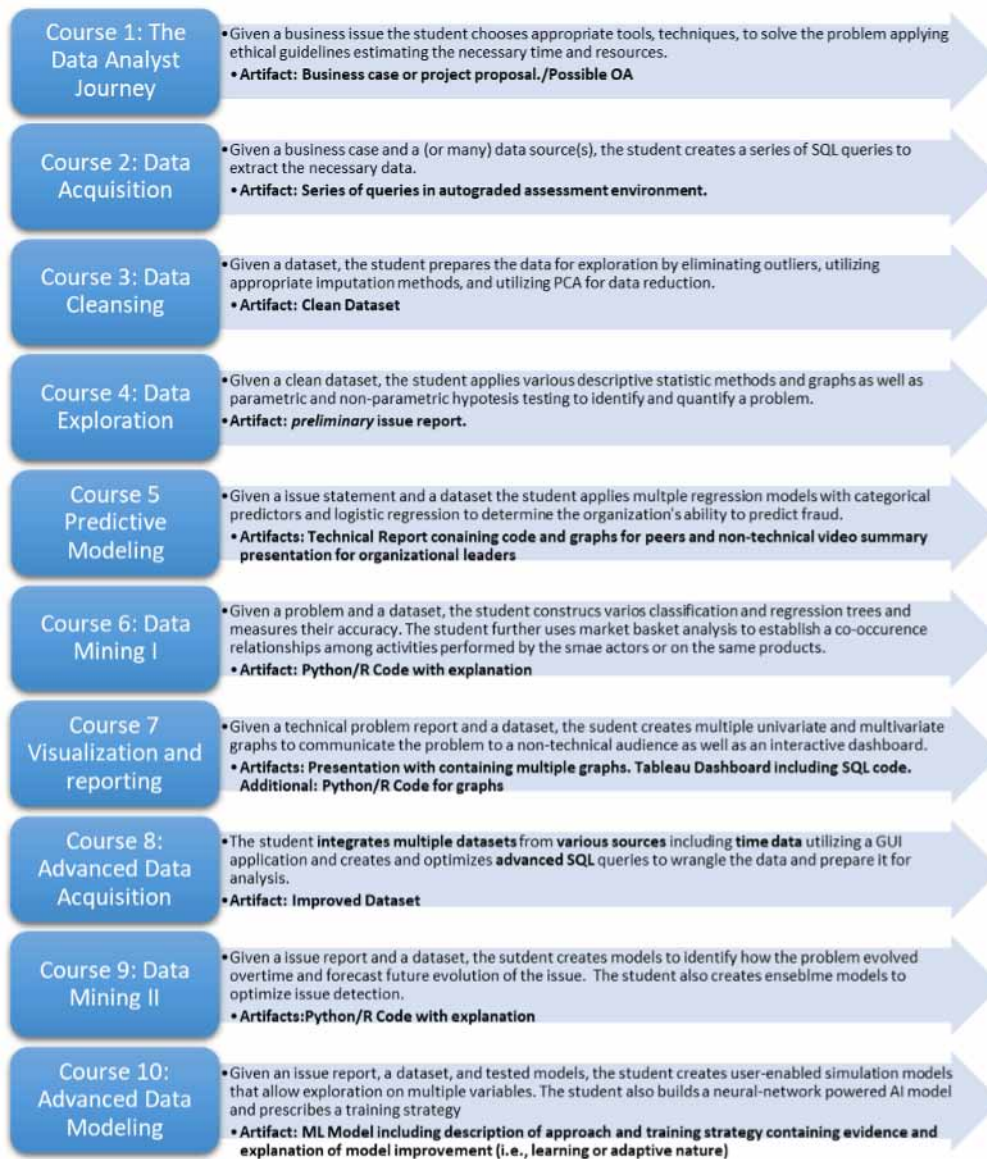 Course 1: The
Data Analyst
Journey
•Given a business issue the student chooses appropriate tools, techniques, to solve the problem applying
ethical guidelines estimating the necessary time and resources.
•Artifact: Business case or project proposal./Possible OA
Course 2: Data
Acquisition
•Given a business case and a (or many) data source(s), the student creates a series of SQL queries to
extract the necessary data.
•Artifact: Series of queries in autograded assessment environment.
Course 3: Data
Cleansing
•Given a dataset, the student prepares the data for exploration by eliminating outliers, utilizing
appropriate imputation methods, and utilizing PCA for data reduction.
•Artifact: Clean Dataset
Course 4: Data
Exploration
•Given a clean dataset, the student applies various descriptive statistic methods and graphs as well as
parametric and non-parametric hypotesis testing to identify and quantify a problem.
•Artifact: preliminary issue report.
Course 5
Predictive
Modeling
•Given a issue statement and a dataset the student applies multple regression models with categorical
predictors and logistic regression to determine the organization's ability to predict fraud.
•Artifacts: Technical Report conaining code and graphs for peers and non-technical video summary
presentation for organizational leaders
Course 6: Data
Mining I
•Given a problem and a dataset, the student construcs varios classification and regression trees and
measures their accuracy. The student further uses market basket analysis to establish a co-occurence
relationships among activities performed by the smae actors or on the same products.
•Artifact: Python/R Code with explanation
Course 7
Visualization and
reporting
•Given a technical problem report and a dataset, the sudent creates multiple univariate and multivariate
graphs to communicate the problem to a non-technical audience as well as an interactive dashboard.
•Artifacts: Presentation with containing multiple graphs. Tableau Dashboard including SQL code.
Additional: Python/R Code for graphs
Course 8:
Advanced Data
Acquisition
•The student integrates multiple datasets from various sources including time data utilizing a GUI
application and creates and optimizes advanced SQL queries to wrangle the data and prepare it for
analysis.
•Artifact: Improved Dataset
Course 9: Data
Mining II
•Given a issue report and a dataset, the sutdent creates models to identify how the problem evolved
overtime and forecast future evolution of the issue. The student also creates enseblme models to
optimize issue detection.
•Artifacts:Python/R Code with explanation
Course 10:
Advanced Data
Modeling
•Given an issue report, a dataset, and tested models, the student creates user-enabled simulation models
that allow exploration on multiple variables. The student also builds a neural-network powered AI model
and prescribes a training strategy
•Artifact: ML Model including description of approach and training strategy containing evidence and
explanation of model improvement (i.e., learning or adaptive nature)